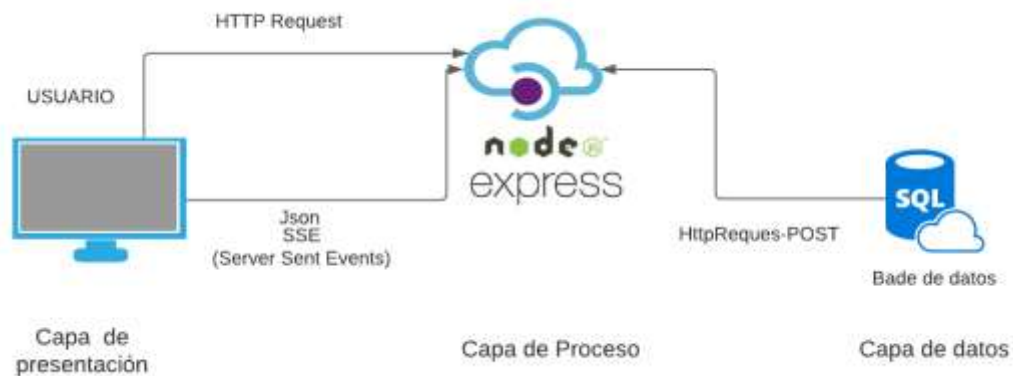 HTTP Request
USUARIO
node
JS
express
SQL
Json
SSE
(Server Sent Events)
HttpReques-POST
Bade de datos
Capa de
presentación
Capa de Proceso
Capa de datos